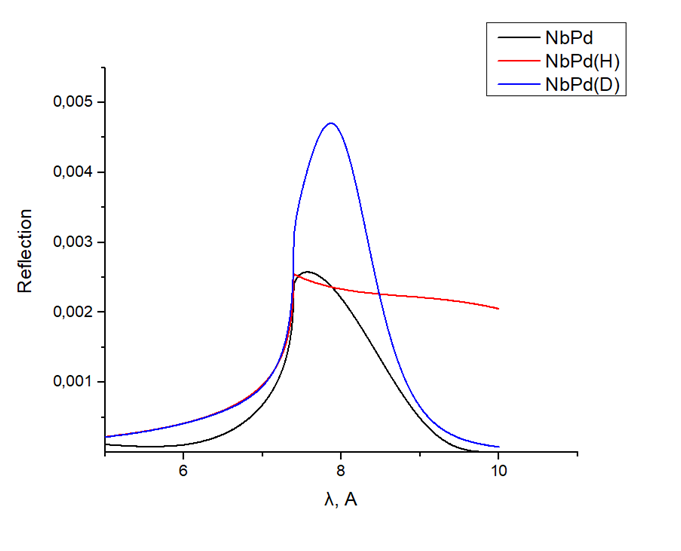 NbPd
NbPd(H)
NbPd(D)
0,005
0,004
0,003
0,002
0,001
Reflection
6 8 10
λ, A